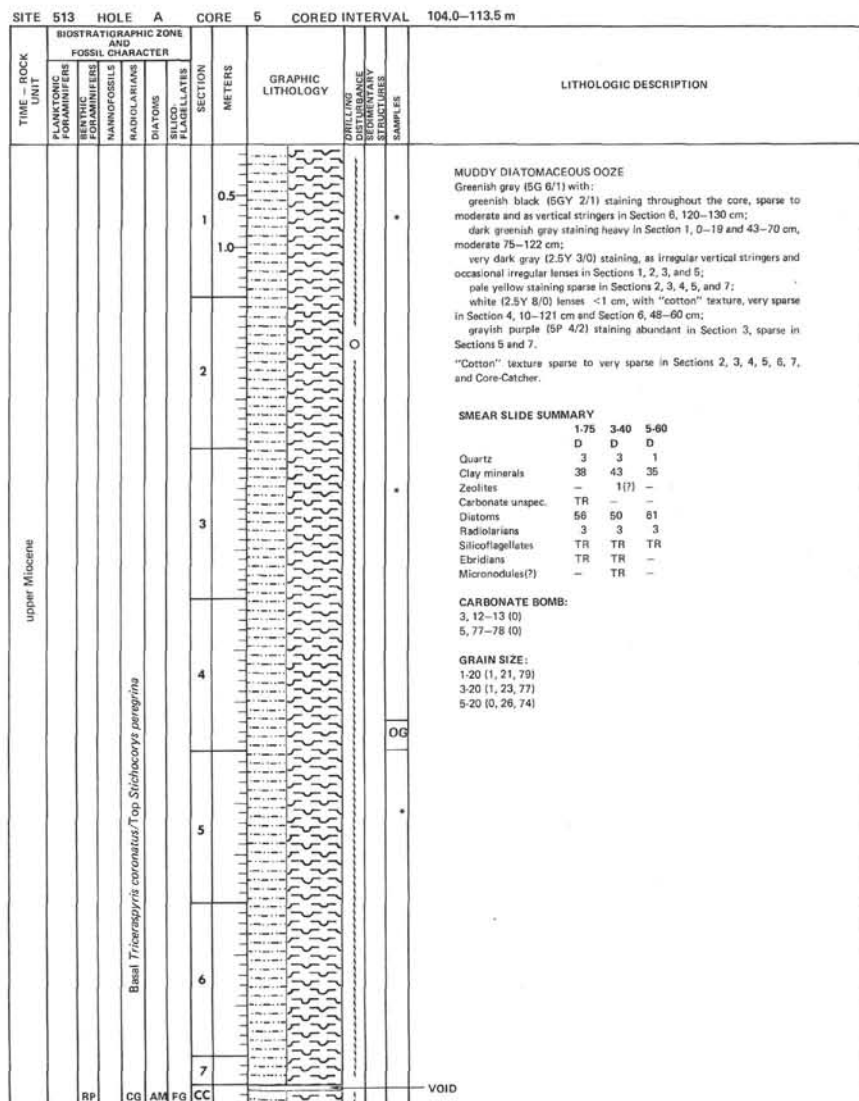 SITE 513 HOLE A CORE 5 CORED INTERVAL 104.0–113.5 m
TIME – ROCK UNIT
BIOSTRATIGRAPHIC ZONE
AND
FOSSIL CHARACTER
PLANKTONIC FORAMINIFERS
BENTHIC FORAMINIFERS
NANNOFOSSILS
RADIOLARIANS
DIATOMS
SILICO-FLAGELLATES
SECTION
METERS
GRAPHIC
LITHOLOGY
DRILLING DISTURBANCE
SEDIMENTARY STRUCTURES
SAMPLES
LITHOLOGIC DESCRIPTION
upper Miocene
Basal Triceraspyris coronatus/Top Stichocorys peregrina
0.5
1
*
1.0
2
3
*
4
OG
5
*
6
7
VOID
RP CG AM FG CC
MUDDY DIATOMACEOUS OOZE
Greenish gray (5G 6/1) with:
greenish black (5GY 2/1) staining throughout the core, sparse to
moderate and as vertical stringers in Section 6, 120–130 cm;
dark greenish gray staining heavy in Section 1, 0–19 and 43–70 cm,
moderate 75–122 cm;
very dark gray (2.5Y 3/0) staining, as irregular vertical stringers and
occasional irregular lenses in Sections 1, 2, 3, and 5;
pale yellow staining sparse in Sections 2, 3, 4, 5, and 7;
white (2.5Y 8/0) lenses <1 cm, with "cotton" texture, very sparse
in Section 4, 10–121 cm and Section 6, 48–60 cm;
grayish purple (5P 4/2) staining abundant in Section 3, sparse in
Sections 5 and 7.
"Cotton" texture sparse to very sparse in Sections 2, 3, 4, 5, 6, 7,
and Core-Catcher.
SMEAR SLIDE SUMMARY
1-75 3-40 5-60
D D D
Quartz 3 3 1
Clay minerals 38 43 35
Zeolites – 1(?) –
Carbonate unspec. TR – –
Diatoms 56 50 61
Radiolarians 3 3 3
Silicoflagellates TR TR TR
Ebridians TR TR –
Micronodules(?) – TR –
CARBONATE BOMB:
3, 12–13 (0)
5, 77–78 (0)
GRAIN SIZE:
1-20 (1, 21, 79)
3-20 (1, 23, 77)
5-20 (0, 26, 74)